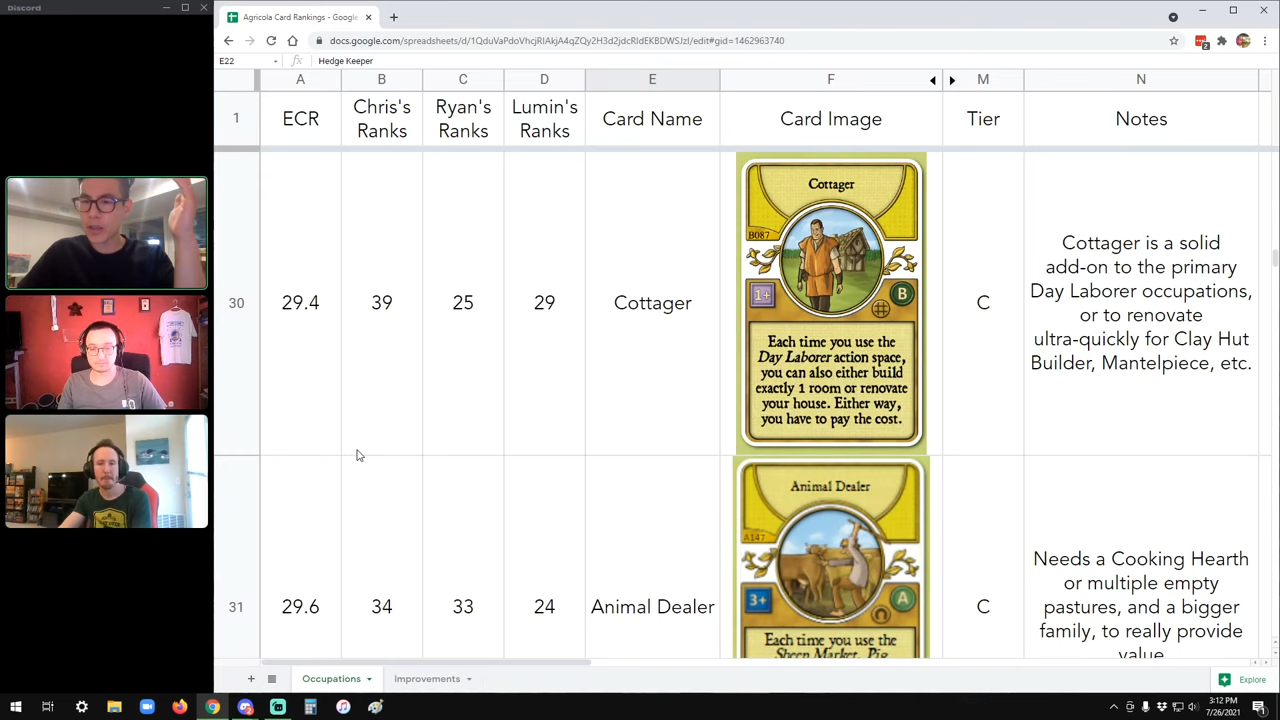 Discord
Agricola Card Rankings - Google
docs.google.com/spreadsheets/d/1QduVaPdoVhcjRIAkjA4qZQy2H3d2jdcRldEKBDWSJzI/edit#gid=1462963740
E22
fx
Hedge Keeper
A B C E F M N
1
ECR
Chris's
Ranks
Ryan's
Ranks
Lumin's
Ranks
Card Name
Card Image
Tier
Notes
30
29.4
39
25
29
Cottager
Cottager
B087
1+
B
Each time you use the
Day Laborer action space,
you can also either build
exactly 1 room or renovate
your house. Either way,
you have to pay the cost.
C
Cottager is a solid
add-on to the primary
Day Laborer occupations,
or to renovate
ultra-quickly for Clay Hut
Builder, Mantelpiece, etc.
31
29.6
34
33
24
Animal Dealer
Animal Dealer
A147
3+
A
Each time you use the
Sheep Market, Pig
C
Needs a Cooking Hearth
or multiple empty
pastures, and a bigger
family, to really provide
value
Occupations
Improvements
Explore
3:12 PM
7/26/2021